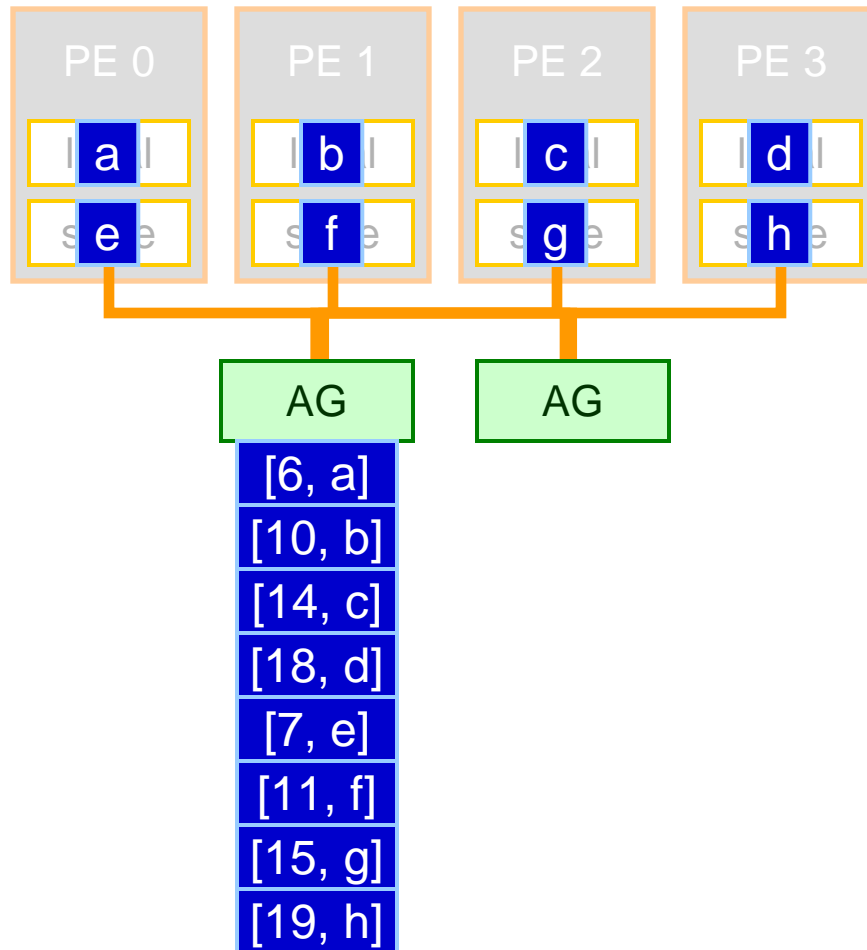 PE 0 PE 1 PE 2 PE 3
a b c d
e f g h
AG AG
[6, a]
[10, b]
[14, c]
[18, d]
[7, e]
[11, f]
[15, g]
[19, h]